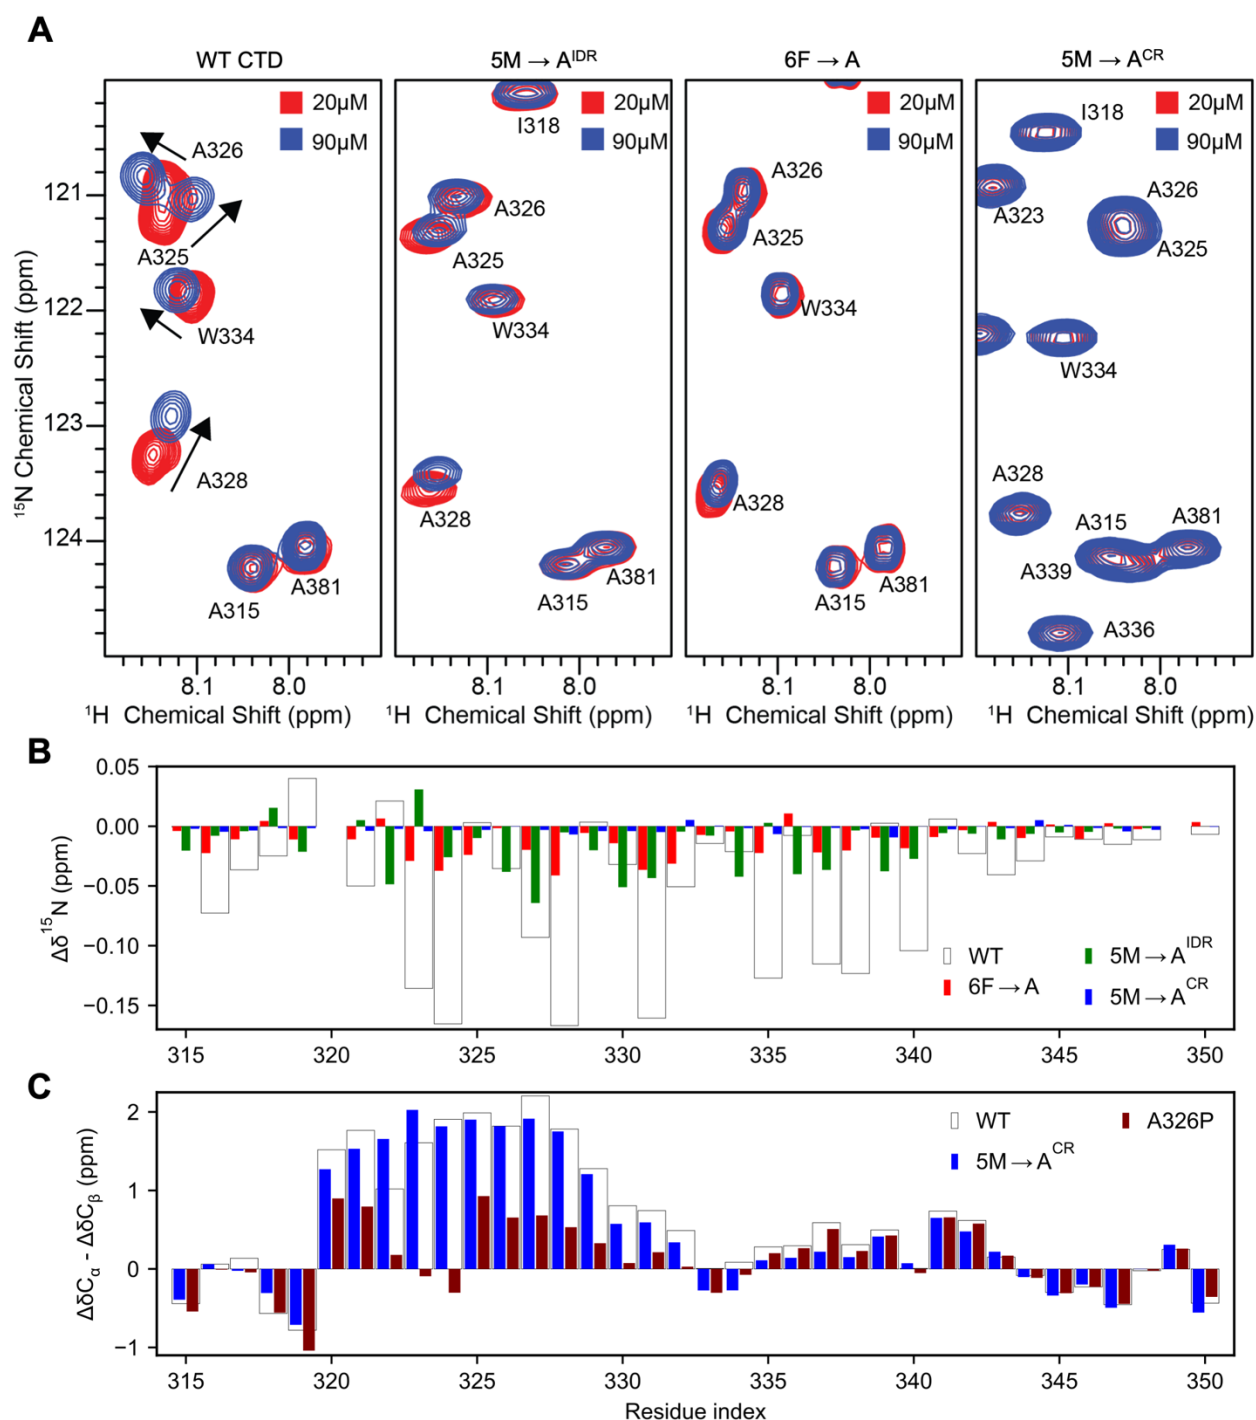 A
WT CTD
5M → A^IDR
6F → A
5M → A^CR
20μM
90μM
A326
A325
W334
A328
A315
A381
20μM
90μM
I318
A326
A325
W334
A328
A315
A381
20μM
90μM
A326
A325
W334
A328
A315
A381
20μM
90μM
I318
A323
A326
A325
W334
A328
A315
A381
A339
A336
121
122
123
124
¹⁵N Chemical Shift (ppm)
8.1 8.0
8.1 8.0
8.1 8.0
8.1 8.0
¹H Chemical Shift (ppm)
¹H Chemical Shift (ppm)
¹H Chemical Shift (ppm)
B
0.05
0.00
−0.05
−0.10
−0.15
Δδ¹⁵N (ppm)
WT
6F → A
5M → A^IDR
5M → A^CR
315 320 325 330 335 340 345 350
C
2
1
0
−1
ΔδCα - ΔδCβ (ppm)
WT
5M → A^CR
A326P
315 320 325 330 335 340 345 350
Residue index